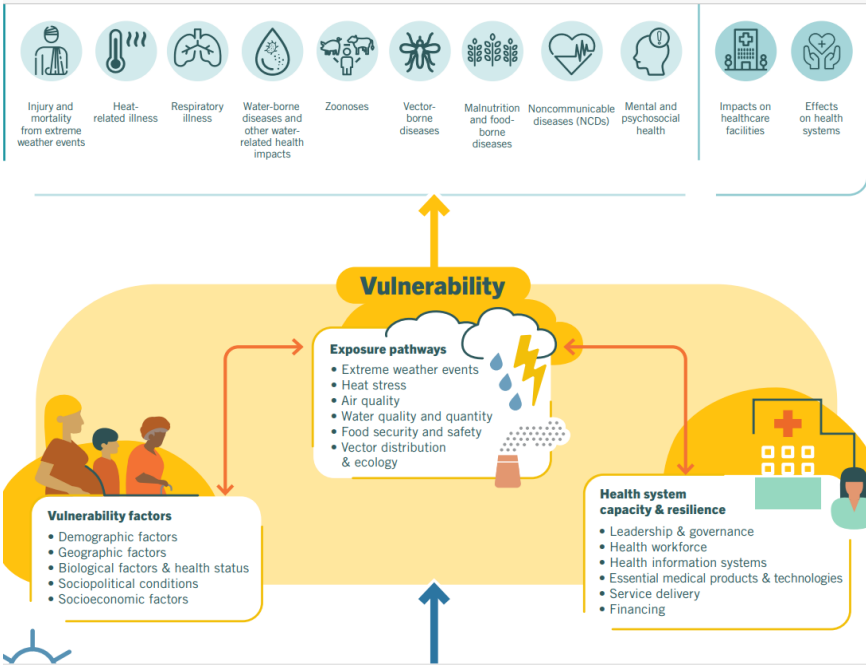 Injury and
mortality
from extreme
weather events
Heat-
related illness
Respiratory
illness
Water-borne
diseases and
other water-
related health
impacts
Zoonoses
Vector-
borne
diseases
Malnutrition
and food-
borne
diseases
Noncommunicable
diseases (NCDs)
Mental and
psychosocial
health
Impacts on
healthcare
facilities
Effects
on health
systems
Vulnerability
Exposure pathways
• Extreme weather events
• Heat stress
• Air quality
• Water quality and quantity
• Food security and safety
• Vector distribution
& ecology
Vulnerability factors
• Demographic factors
• Geographic factors
• Biological factors & health status
• Sociopolitical conditions
• Socioeconomic factors
Health system
capacity & resilience
• Leadership & governance
• Health workforce
• Health information systems
• Essential medical products & technologies
• Service delivery
• Financing